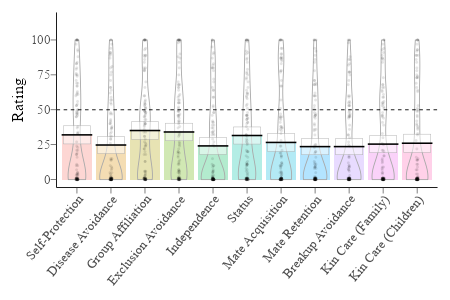 Rating
100
75
50
25
0
Self-Protection
Disease Avoidance
Group Affiliation
Exclusion Avoidance
Independence
Status
Mate Acquisition
Mate Retention
Breakup Avoidance
Kin Care (Family)
Kin Care (Children)